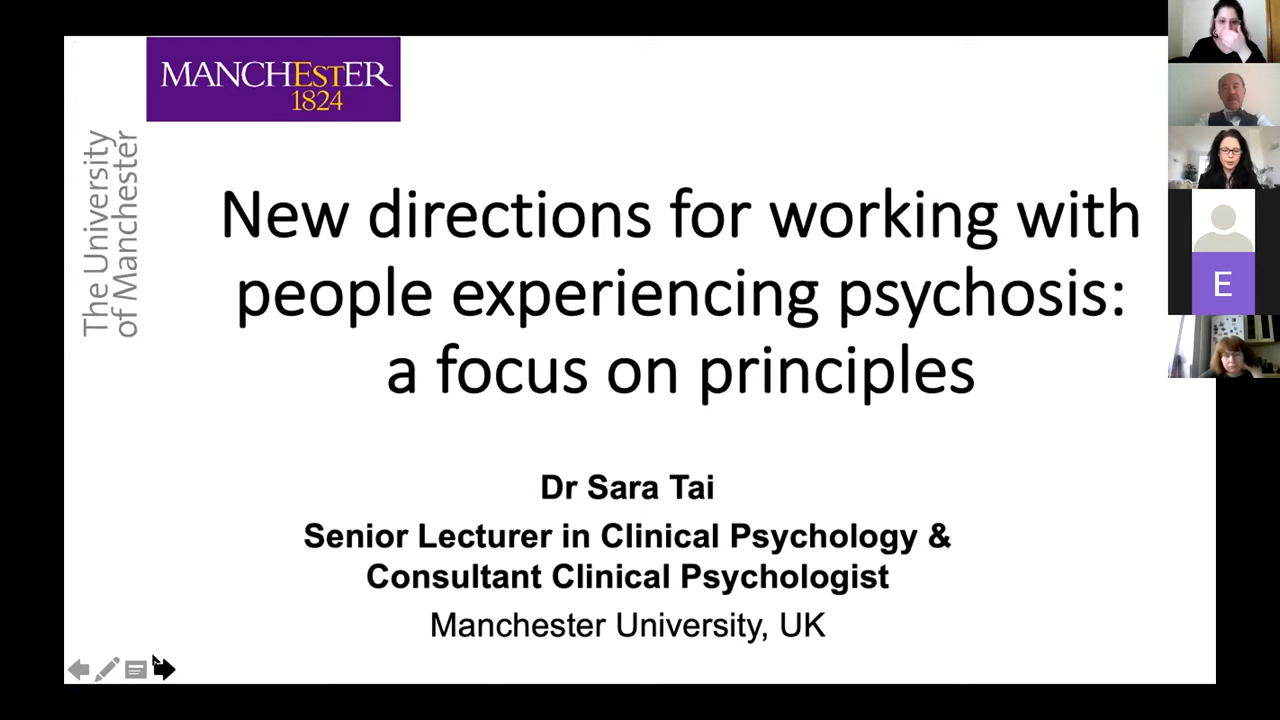 MANCHESTER
1824
The University
of Manchester
New directions for working with
people experiencing psychosis:
a focus on principles
Dr Sara Tai
Senior Lecturer in Clinical Psychology &
Consultant Clinical Psychologist
Manchester University, UK
E